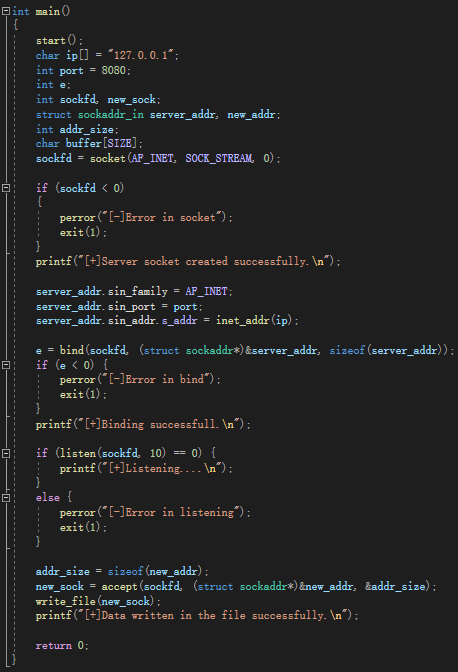 int main()
{
start();
char ip[] = "127.0.0.1";
int port = 8080;
int e;
int sockfd, new_sock;
struct sockaddr_in server_addr, new_addr;
int addr_size;
char buffer[SIZE];
sockfd = socket(AF_INET, SOCK_STREAM, 0);
if (sockfd < 0)
{
perror("[-]Error in socket");
exit(1);
}
printf("[+]Server socket created successfully.\n");
server_addr.sin_family = AF_INET;
server_addr.sin_port = port;
server_addr.sin_addr.s_addr = inet_addr(ip);
e = bind(sockfd, (struct sockaddr*)&server_addr, sizeof(server_addr));
if (e < 0) {
perror("[-]Error in bind");
exit(1);
}
printf("[+]Binding successfull.\n");
if (listen(sockfd, 10) == 0) {
printf("[+]Listening....\n");
}
else {
perror("[-]Error in listening");
exit(1);
}
addr_size = sizeof(new_addr);
new_sock = accept(sockfd, (struct sockaddr*)&new_addr, &addr_size);
write_file(new_sock);
printf("[+]Data written in the file successfully.\n");
return 0;
}